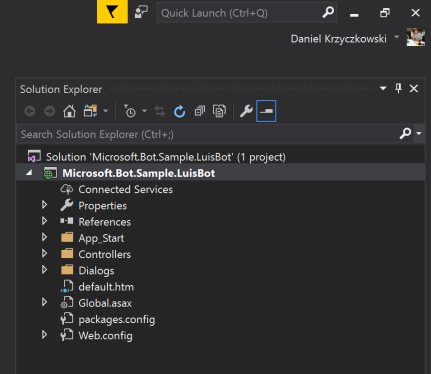 Quick Launch (Ctrl+Q)
Daniel Krzyczkowski
Solution Explorer
Search Solution Explorer (Ctrl+;)
Solution 'Microsoft.Bot.Sample.LuisBot' (1 project)
Microsoft.Bot.Sample.LuisBot
Connected Services
Properties
References
App_Start
Controllers
Dialogs
default.htm
Global.asax
packages.config
Web.config